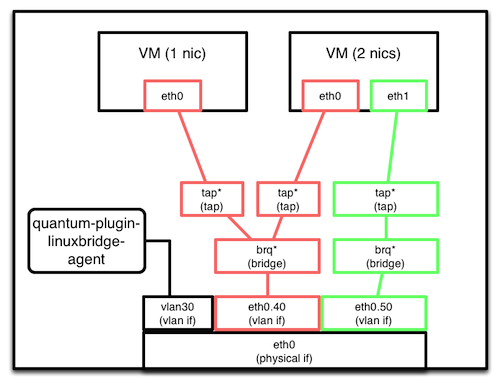 VM (1 nic)
VM (2 nics)
eth0
eth0
eth1
tap*
(tap)
tap*
(tap)
tap*
(tap)
quantum-plugin-
linuxbridge-
agent
brq*
(bridge)
brq*
(bridge)
vlan30
(vlan if)
eth0.40
(vlan if)
eth0.50
(vlan if)
eth0
(physical if)